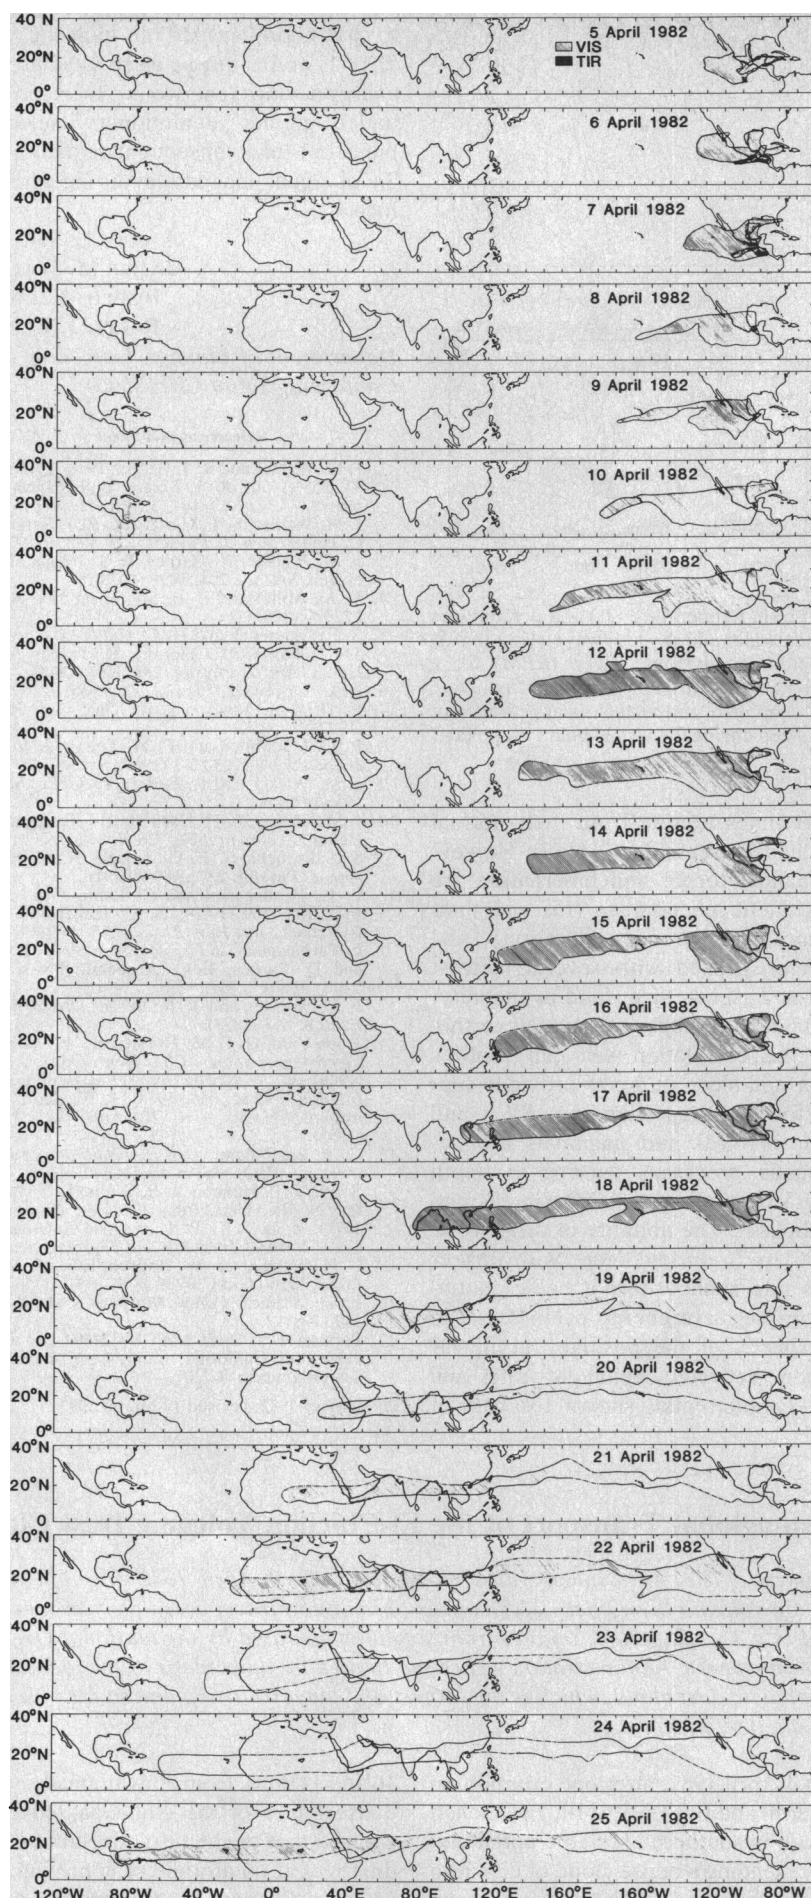 40 N
5 April 1982
VIS
20°N
TIR
0°
40°N
6 April 1982
20°N
0°
40°N
7 April 1982
20°N
0°
40°N
8 April 1982
20°N
0°
40°N
9 April 1982
20°N
0°
40°N
10 April 1982
20°N
0°
40°N
11 April 1982
20°N
0°
40°N
12 April 1982
20°N
0°
40°N
13 April 1982
20°N
0°
40°N
14 April 1982
20°N
0°
40°N
15 April 1982
20°N
0°
40°N
16 April 1982
20°N
0°
40°N
17 April 1982
20°N
0°
40°N
18 April 1982
20 N
0°
40°N
19 April 1982
20°N
0°
40°N
20 April 1982
20°N
0°
40°N
21 April 1982
20°N
0°
40°N
22 April 1982
20°N
0°
40°N
23 April 1982
20°N
0°
40°N
24 April 1982
20°N
0°
40°N
25 April 1982
20°N
0°
120°W 80°W 40°W 0° 40°E 80°E 120°E 160°E 160°W 120°W 80°W